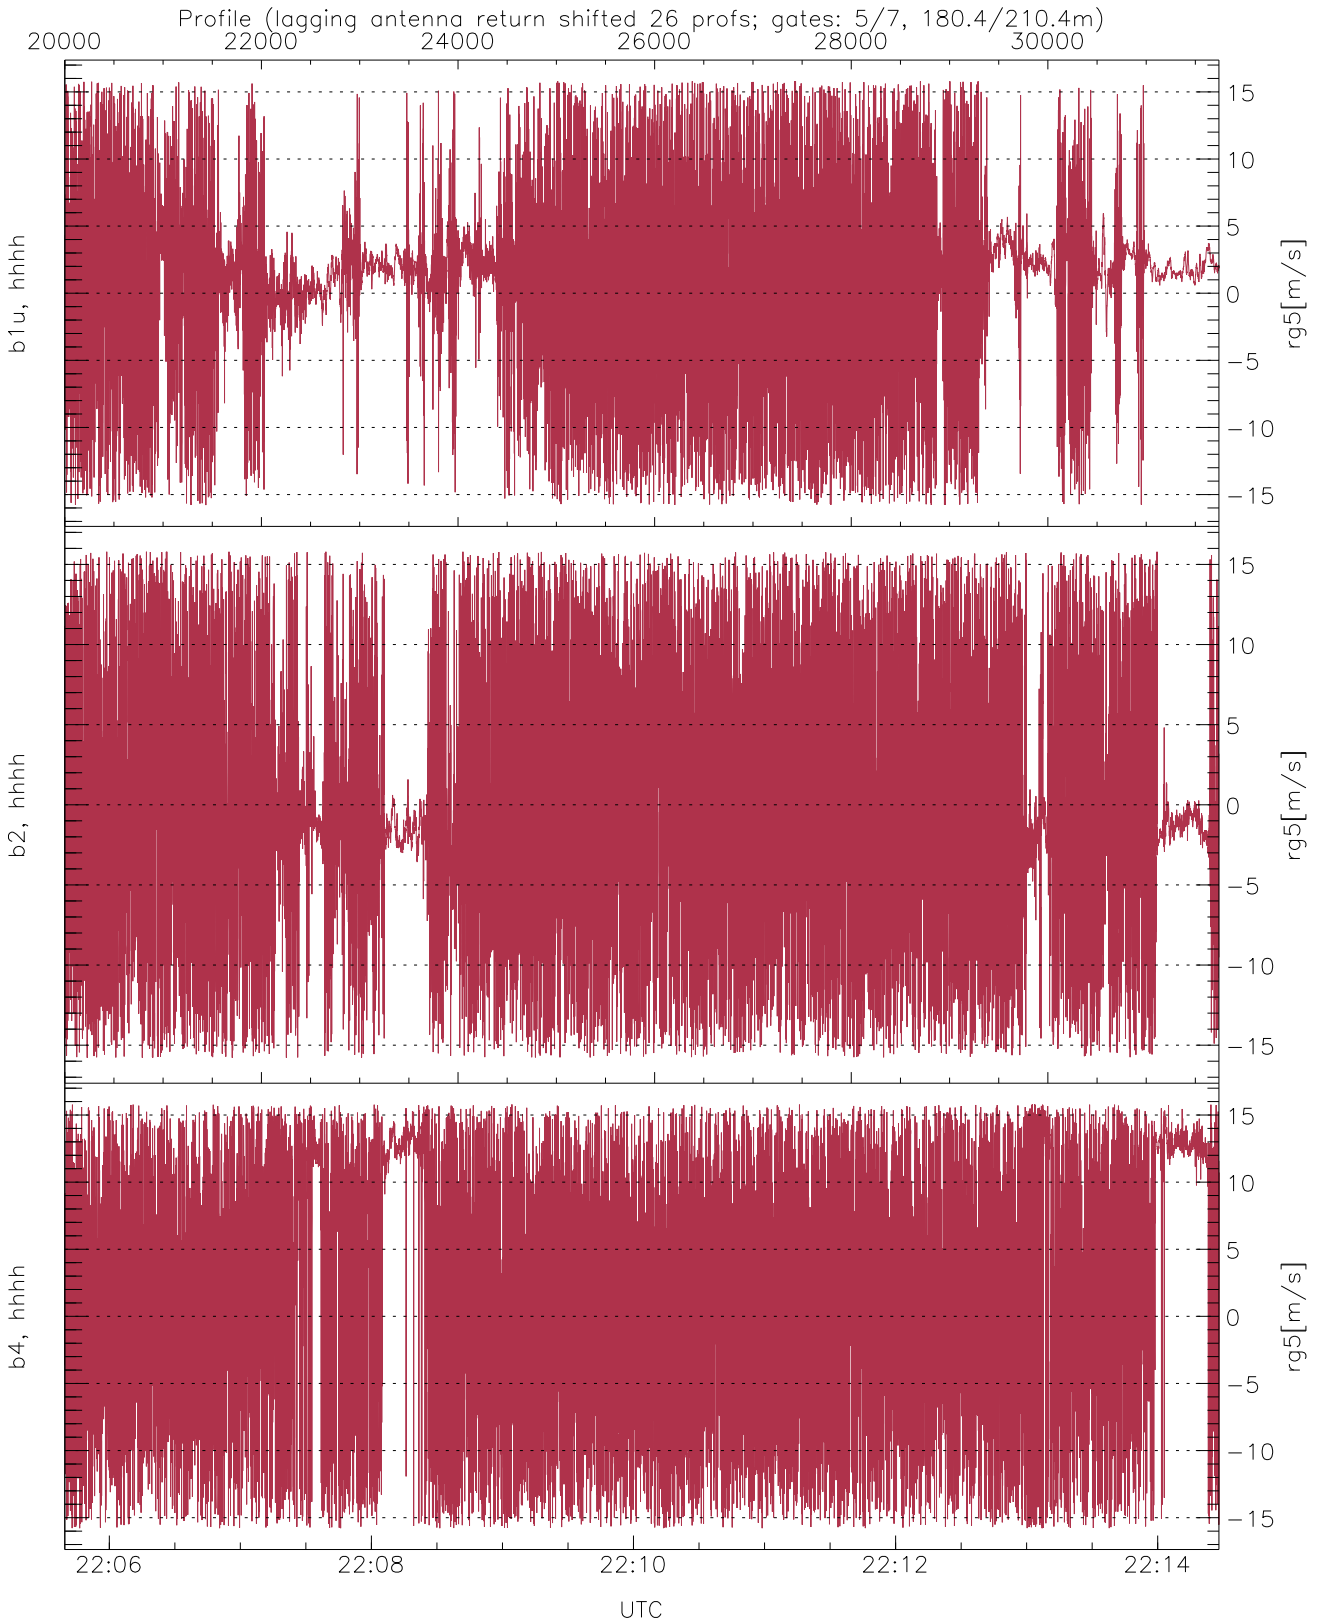 Profile (lagging antenna return shifted 26 profs; gates: 5/7, 180.4/210.4m)
20000 22000 24000 26000 28000 30000
b1u, hhhh
15
10
5
0
−5
−10
−15
rg5[m/s]
b2, hhhh
15
10
5
0
−5
−10
−15
rg5[m/s]
b4, hhhh
15
10
5
0
−5
−10
−15
rg5[m/s]
22:06 22:08 22:10 22:12 22:14
UTC